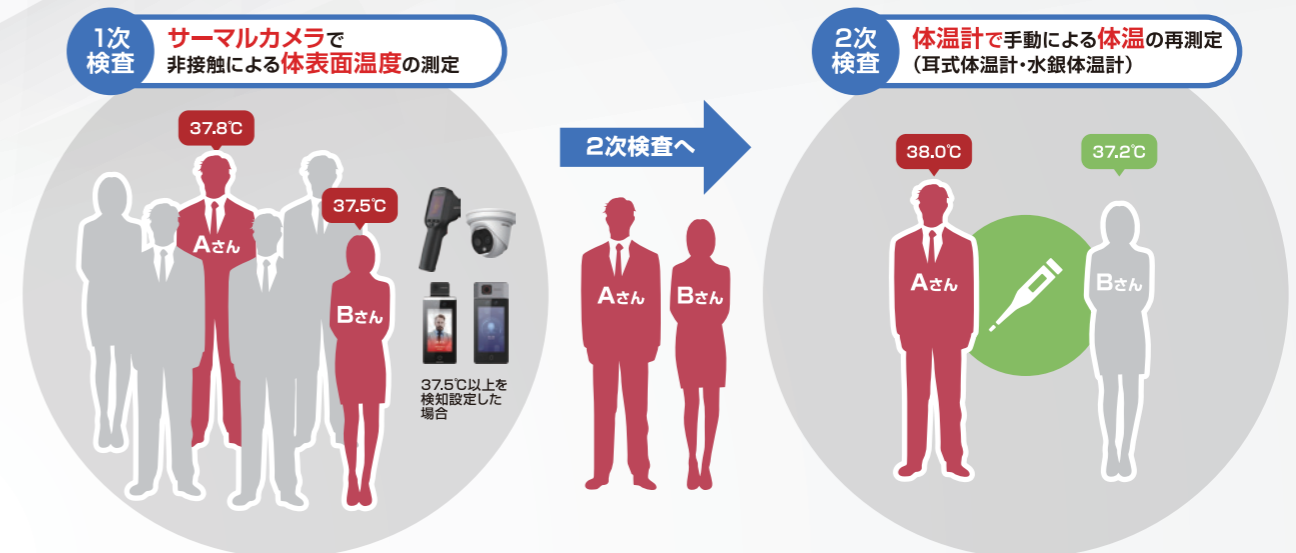 1次
検査
サーマルカメラで
非接触による体表面温度の測定
37.8℃
37.5℃
Aさん
Bさん
37.5℃以上を
検知設定した
場合
2次検査へ
Aさん
Bさん
2次
検査
体温計で手動による体温の再測定
（耳式体温計・水銀体温計）
38.0℃
37.2℃
Aさん
Bさん